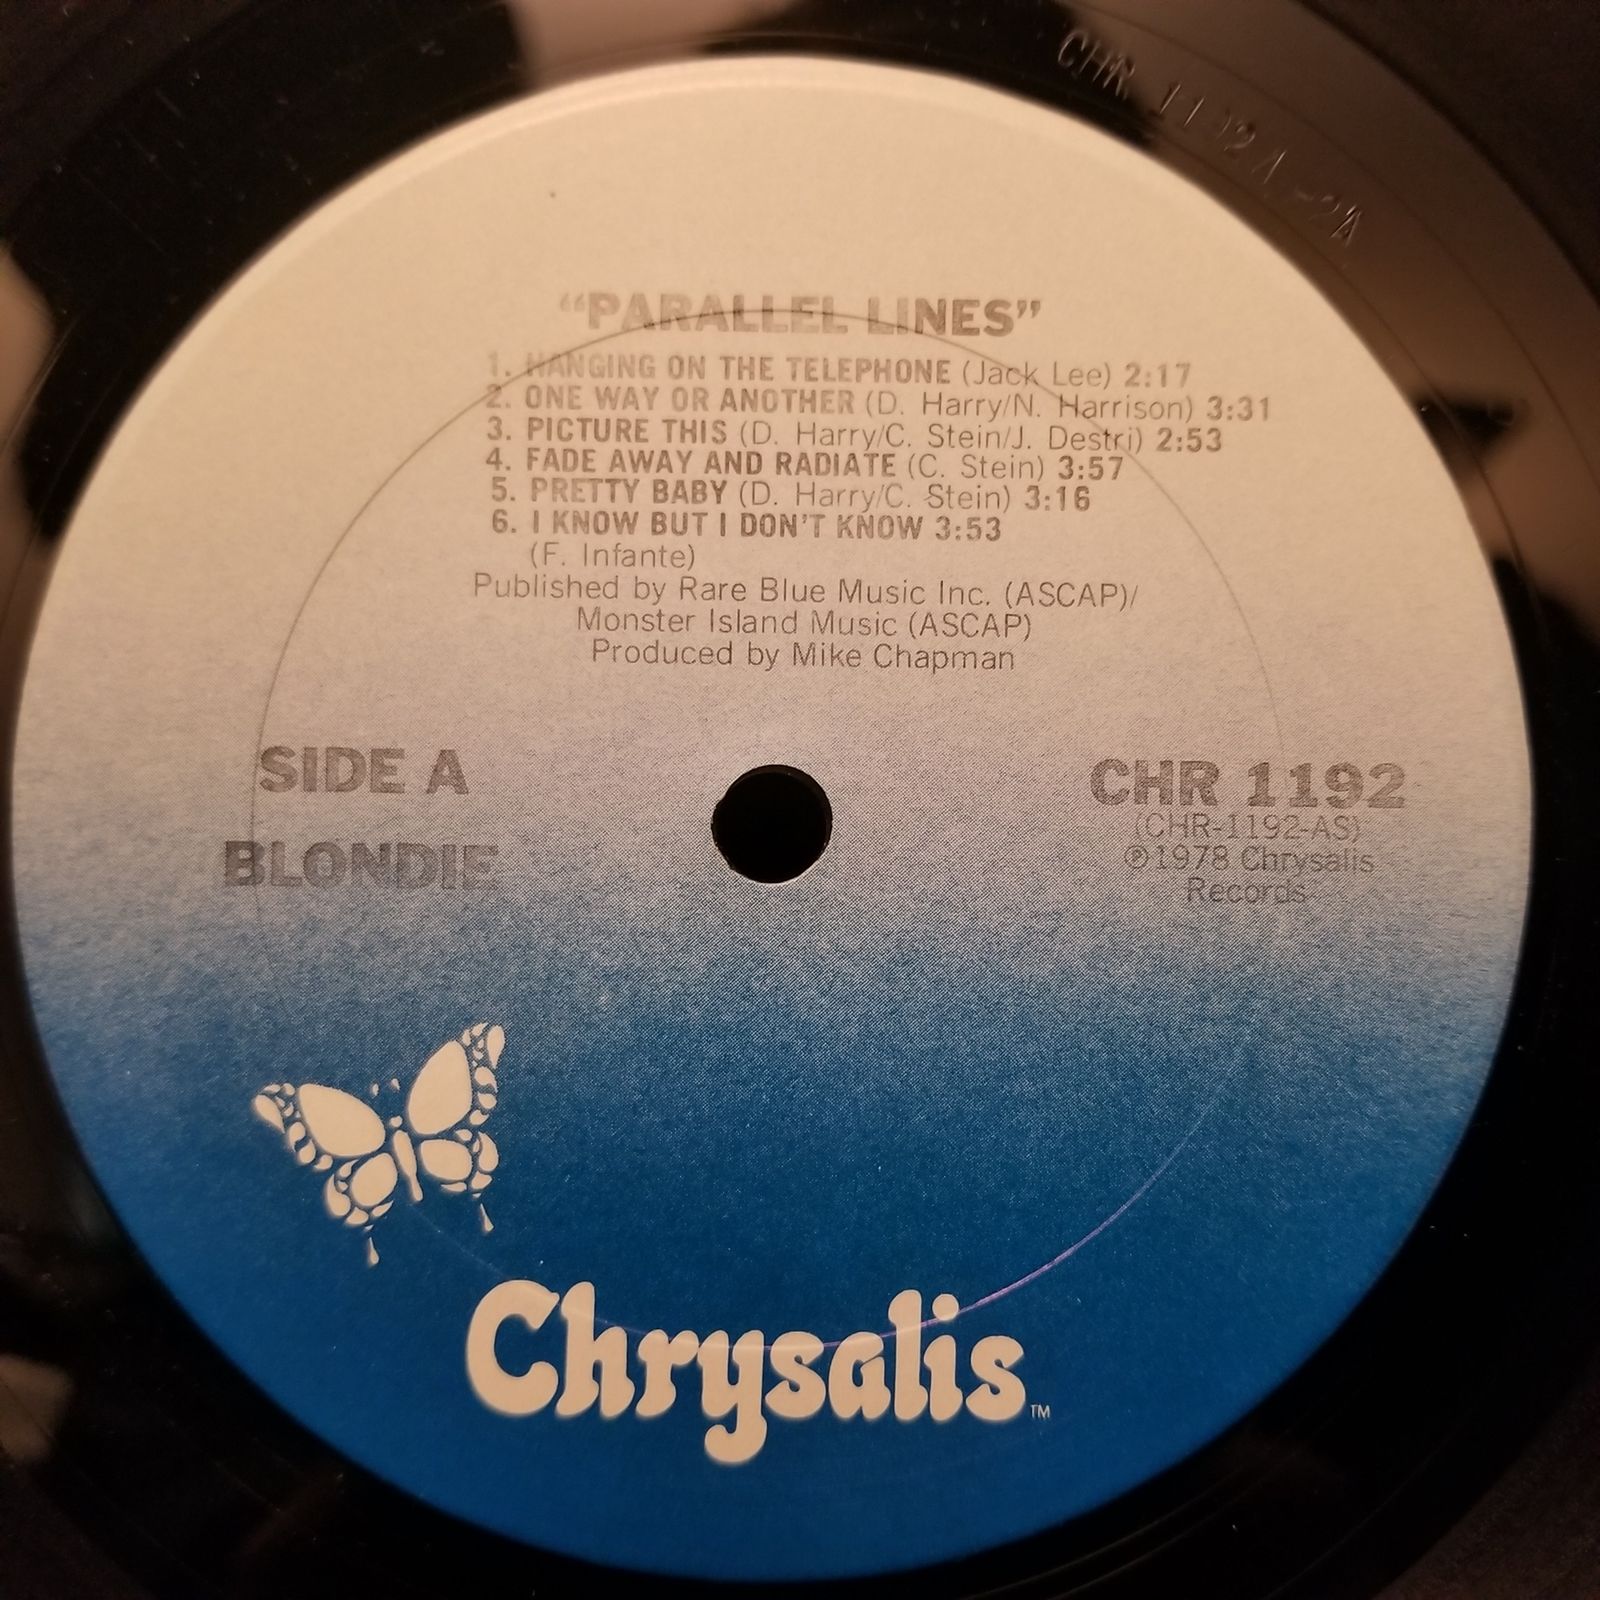 CHR 1192 A -2A
“PARALLEL LINES”
1. HANGING ON THE TELEPHONE (Jack Lee) 2:17
2. ONE WAY OR ANOTHER (D. Harry/N. Harrison) 3:31
3. PICTURE THIS (D. Harry/C. Stein/J. Destri) 2:53
4. FADE AWAY AND RADIATE (C. Stein) 3:57
5. PRETTY BABY (D. Harry/C. Stein) 3:16
6. I KNOW BUT I DON'T KNOW 3:53
(F. Infante)
Published by Rare Blue Music Inc. (ASCAP)/
Monster Island Music (ASCAP)
Produced by Mike Chapman
SIDE A
BLONDIE
CHR 1192
(CHR-1192-AS)
℗1978 Chrysalis
Records
Chrysalis™